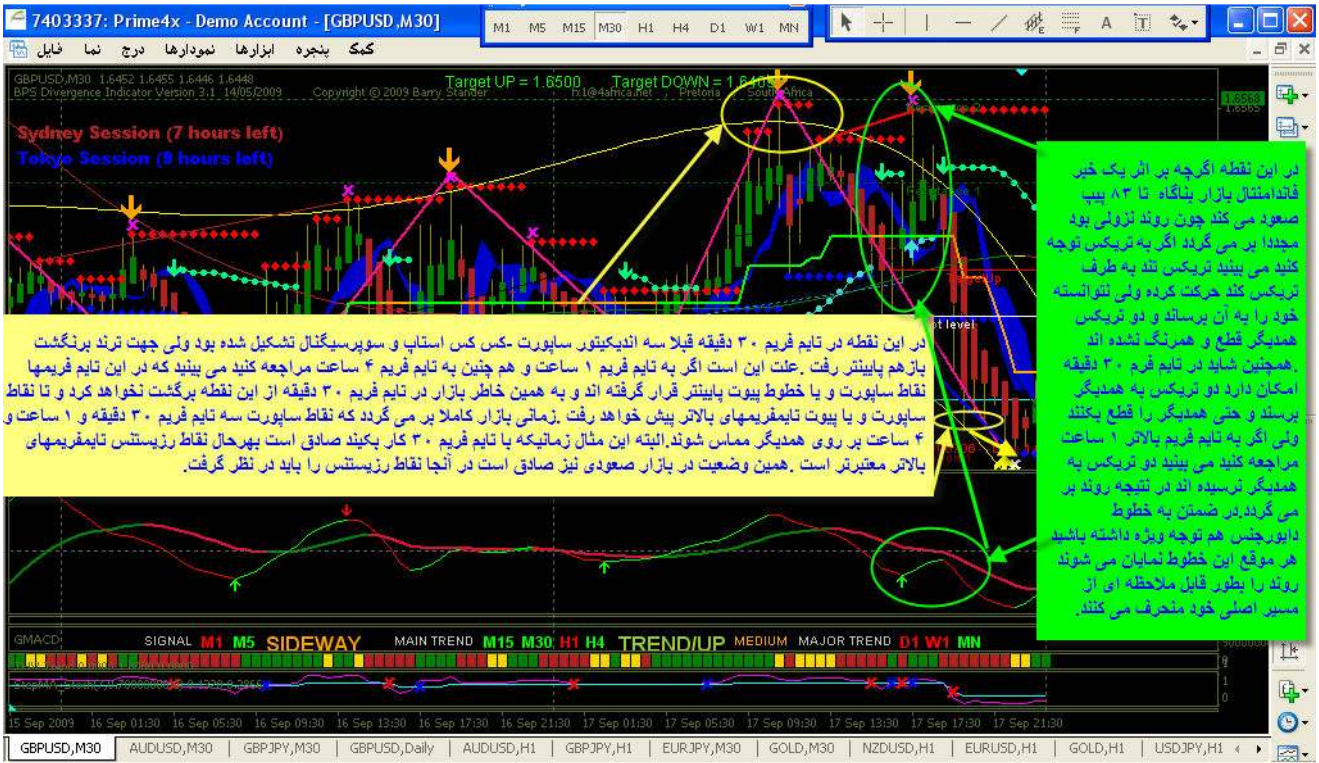 7403337: Prime4x - Demo Account - [GBPUSD,M30]
M1 M5 M15 M30 H1 H4 D1 W1 MN
فایل نما درج نمودارها ابزارها پنجره کمک
GBPUSD,M30 1.6452 1.6455 1.6446 1.6448
BPS Divergence Indicator Version 3.1 14/05/2009 Copyright © 2009 Barry Stander fx1@4africa.net , Pretoria South Africa
Target UP = 1.6500 Target DOWN =
1.6568
1.6565
Sydney Session (7 hours left)
Tokyo Session (9 hours left)
در این نقطه اگرچه بر اثر یک خبر
فاندامنتال بازار بناگاه تا ۸۳ پیپ
صعود می کند چون روند نزولی بود
مجددا بر می گردد اگر به تریکس توجه
کنید می بینید تریکس تند به طرف
تریکس کند حرکت کرده ولی نتوانسته
خود را به آن برساند و دو تریکس
همدیگر قطع و همرنگ نشده اند
.همچنین شاید در تایم فرم ۳۰ دقیقه
امکان دارد دو تریکس به همدیگر
برسند و حتی همدیگر را قطع بکنند
ولی اگر به تایم فریم بالاتر ۱ ساعت
مراجعه کنید می بینید دو تریکس به
همدیگر نرسیده اند در نتیجه روند بر
می گردد.در ضمتن به خطوط
دایورجنس هم توجه ویژه داشته باشید
هر موقع این خطوط نمایان می شوند
روند را بطور قابل ملاحظه ای از
مسیر اصلی خود منحرف می کنند.
در این نقطه در تایم فریم ۳۰ دقیقه قبلا سه اندیکیتور ساپورت -کس کس استاپ و سوپرسیگنال تشکیل شده بود ولی جهت ترند برنگشت
بازهم پایینتر رفت .علت این است اگر به تایم فریم ۱ ساعت و هم چنین به تایم فریم ۴ ساعت مراجعه کنید می بینید که در این تایم فریمها
نقاط ساپورت و یا خطوط پیوت پایینتر قرار گرفته اند و به همین خاطر بازار در تایم فریم ۳۰ دقیقه از این نقطه برگشت نخواهد کرد و تا نقاط
ساپورت و یا پیوت تایمفریمهای بالاتر پیش خواهد رفت .زمانی بازار کاملا بر می گردد که نقاط ساپورت سه تایم فریم ۳۰ دقیقه و ۱ ساعت و
۴ ساعت بر روی همدیگر مماس شوند.البته این مثال زمانیکه با تایم فریم ۳۰ کار بکیند صادق است بهرحال نقاط رزیستنس تایمفریمهای
بالاتر معتبرتر است .همین وضعیت در بازار صعودی نیز صادق است در آنجا نقاط رزیستنس را باید در نظر گرفت.
GMACD SIGNAL M1 M5 SIDEWAY MAIN TREND M15 M30 H1 H4 TREND/UP MEDIUM MAJOR TREND D1 W1 MN
15 Sep 2009 16 Sep 01:30 16 Sep 05:30 16 Sep 09:30 16 Sep 13:30 16 Sep 17:30 16 Sep 21:30 17 Sep 01:30 17 Sep 05:30 17 Sep 09:30 17 Sep 13:30 17 Sep 17:30 17 Sep 21:30
GBPUSD,M30 AUDUSD,M30 GBPJPY,M30 GBPUSD,Daily AUDUSD,H1 GBPJPY,H1 EURJPY,M30 GOLD,M30 NZDUSD,H1 EURUSD,H1 GOLD,H1 USDJPY,H1